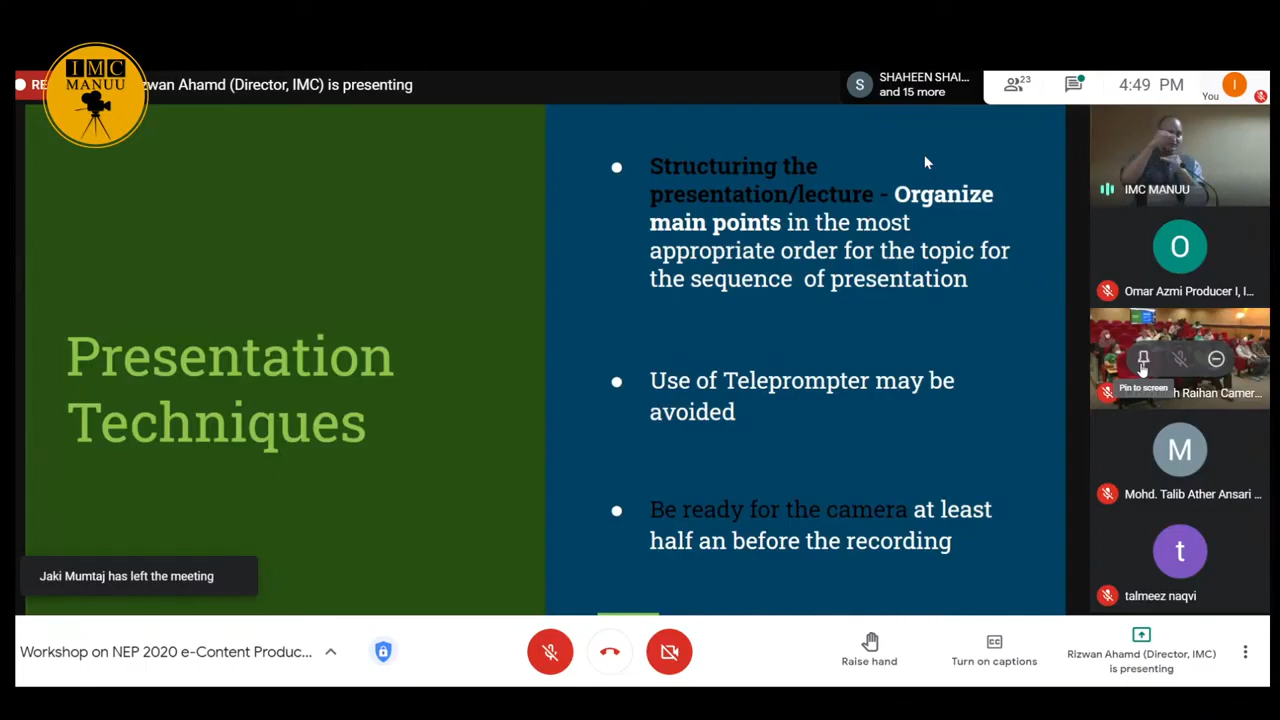 IMC
MANUU
RE
zwan Ahamd (Director, IMC) is presenting
S
SHAHEEN SHAI...
and 15 more
23
4:49 PM
You
I
Presentation
Techniques
Structuring the
presentation/lecture - Organize
main points in the most
appropriate order for the topic for
the sequence of presentation
Use of Teleprompter may be
avoided
Be ready for the camera at least
half an before the recording
IMC MANUU
O
Omar Azmi Producer I, I...
Pin to screen
h Raihan Camer...
M
Mohd. Talib Ather Ansari ...
t
talmeez naqvi
Jaki Mumtaj has left the meeting
Workshop on NEP 2020 e-Content Produc...
Raise hand
CC
Turn on captions
Rizwan Ahamd (Director, IMC)
is presenting